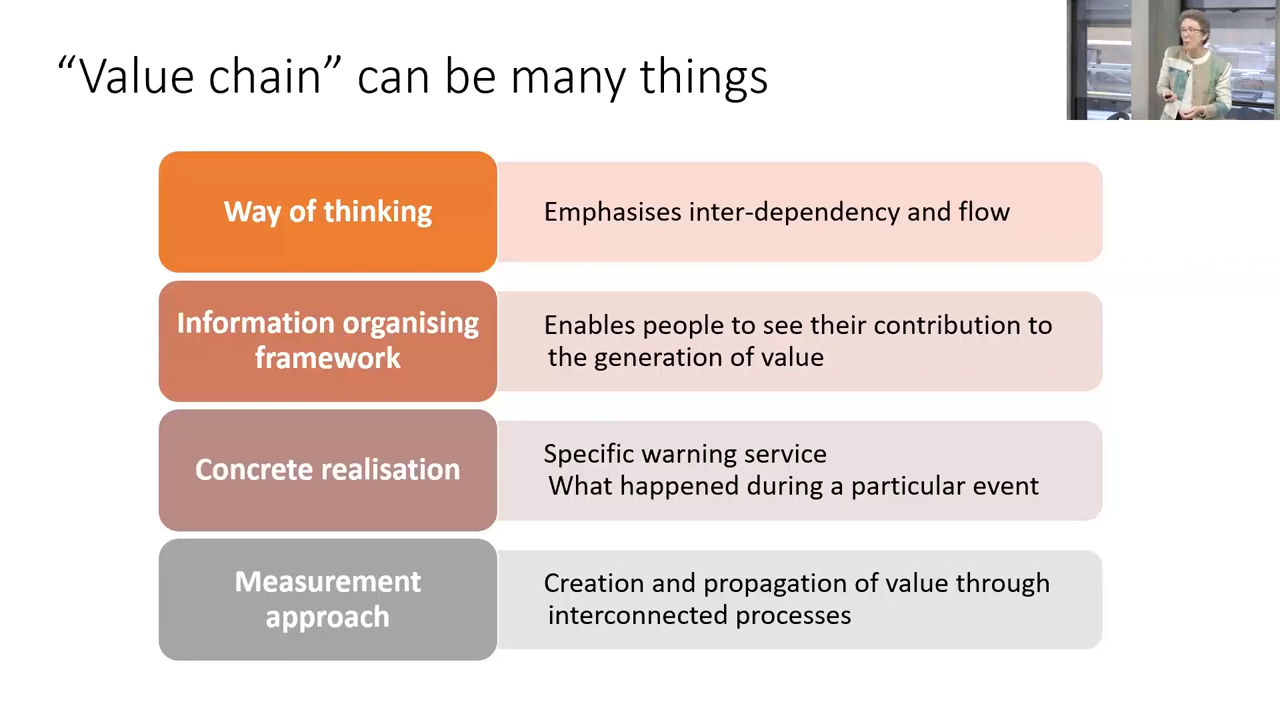 “Value chain” can be many things
Way of thinking
Emphasises inter-dependency and flow
Information organising
framework
Enables people to see their contribution to
the generation of value
Concrete realisation
Specific warning service
What happened during a particular event
Measurement
approach
Creation and propagation of value through
interconnected processes